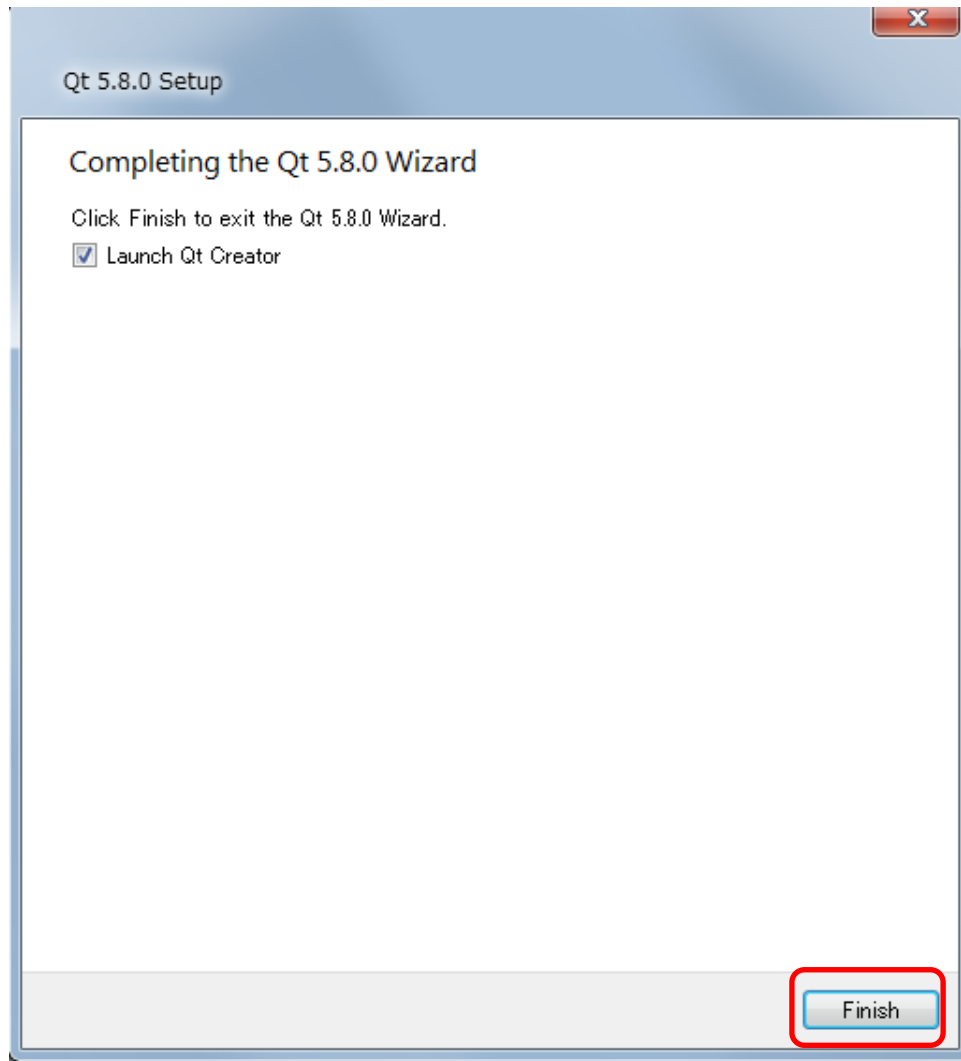 Qt 5.8.0 Setup
Completing the Qt 5.8.0 Wizard
Click Finish to exit the Qt 5.8.0 Wizard.
Launch Qt Creator
Finish